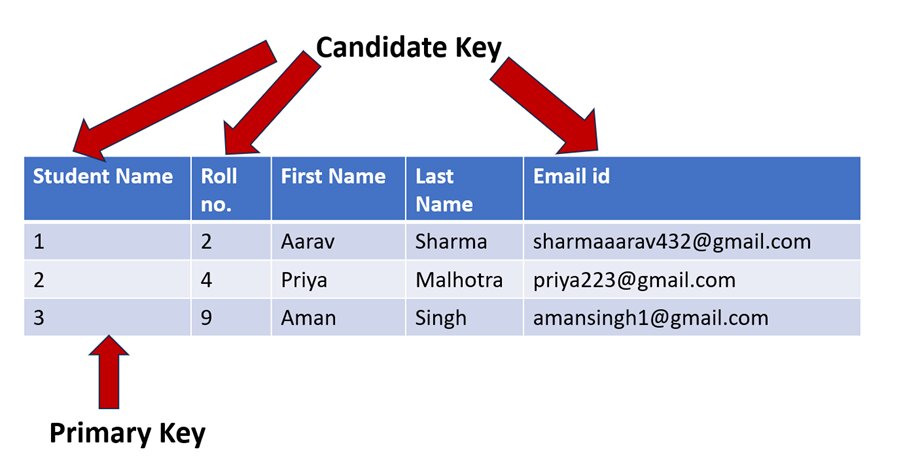 Candidate Key
Student Name Roll no. First Name Last Name Email id
1 2 Aarav Sharma sharmaaarav432@gmail.com
2 4 Priya Malhotra priya223@gmail.com
3 9 Aman Singh amansingh1@gmail.com
Primary Key